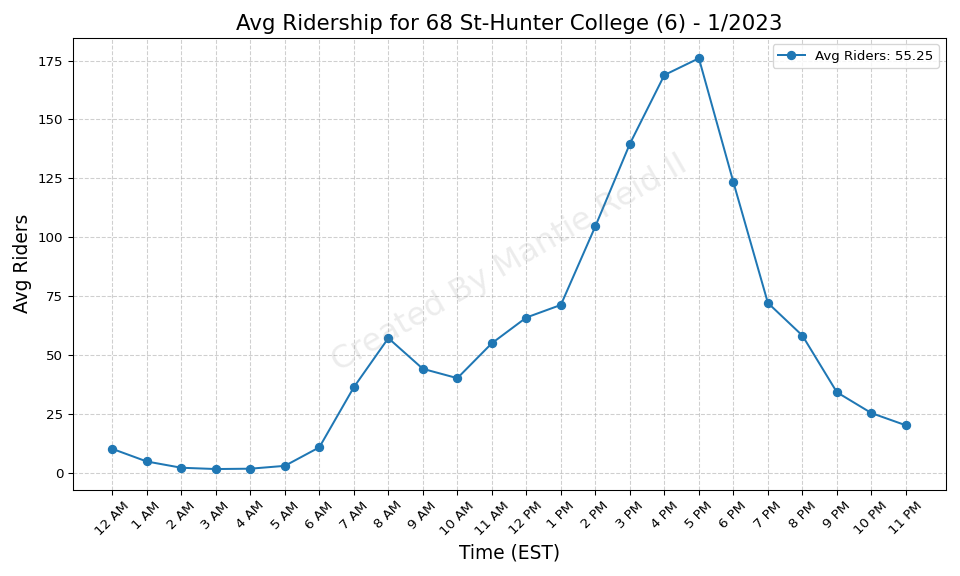 Avg Ridership for 68 St-Hunter College (6) - 1/2023
Avg Riders: 55.25
175
150
125
100
75
50
25
0
Avg Riders
Created By Mantie Reid II
12 AM
1 AM
2 AM
3 AM
4 AM
5 AM
6 AM
7 AM
8 AM
9 AM
10 AM
11 AM
12 PM
1 PM
2 PM
3 PM
4 PM
5 PM
6 PM
7 PM
8 PM
9 PM
10 PM
11 PM
Time (EST)